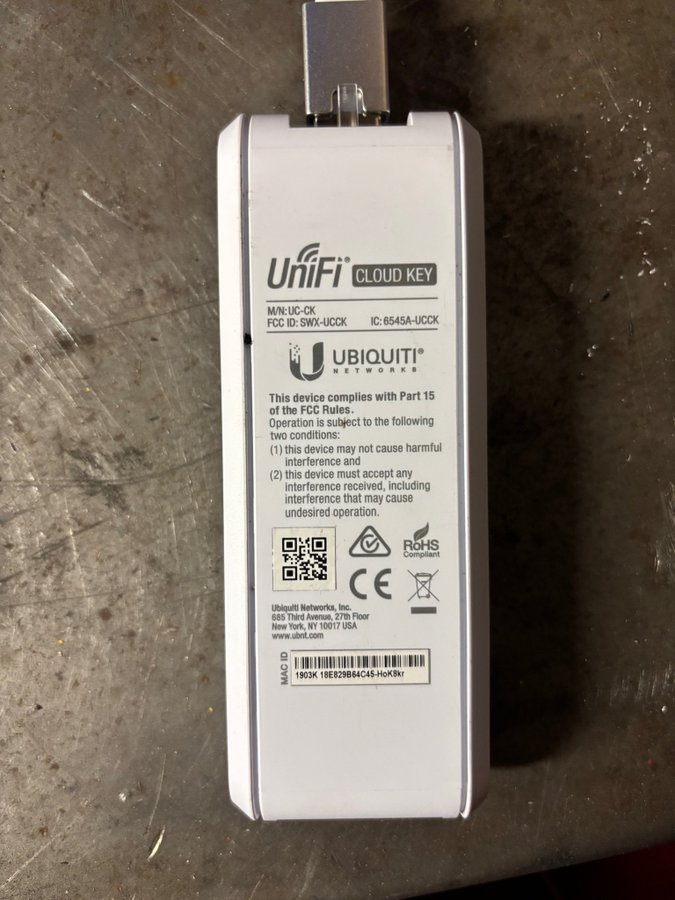 UniFi® CLOUD KEY
M/N: UC-CK
FCC ID: SWX-UCCK IC: 6545A-UCCK
UBIQUITI®
NETWORKS
This device complies with Part 15
of the FCC Rules.
Operation is subject to the following
two conditions:
(1) this device may not cause harmful
interference and
(2) this device must accept any
interference received, including
interference that may cause
undesired operation.
RoHS
Compliant
CE
Ubiquiti Networks, Inc.
685 Third Avenue, 27th Floor
New York, NY 10017 USA
www.ubnt.com
MAC ID
1903K 18E829B64C45-HoK8kr